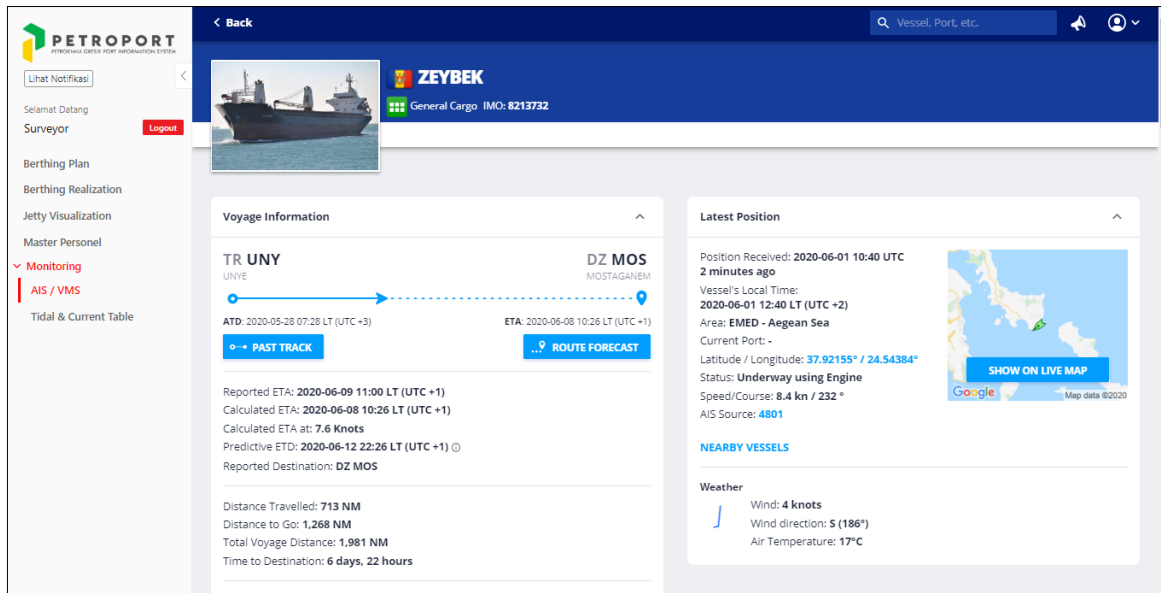 PETROPORT
PETROKIMIA GRESIK PORT INFORMATION SYSTEM
Lihat Notifikasi
Selamat Datang
Surveyor
Logout
Berthing Plan
Berthing Realization
Jetty Visualization
Master Personel
Monitoring
AIS / VMS
Tidal & Current Table
Back
Vessel, Port, etc.
ZEYBEK
General Cargo IMO: 8213732
Voyage Information
TR UNY
UNYE
DZ MOS
MOSTAGANEM
ATD: 2020-05-28 07:28 LT (UTC +3)
ETA: 2020-06-08 10:26 LT (UTC +1)
PAST TRACK
ROUTE FORECAST
Reported ETA: 2020-06-09 11:00 LT (UTC +1)
Calculated ETA: 2020-06-08 10:26 LT (UTC +1)
Calculated ETA at: 7.6 Knots
Predictive ETD: 2020-06-12 22:26 LT (UTC +1)
Reported Destination: DZ MOS
Distance Travelled: 713 NM
Distance to Go: 1,268 NM
Total Voyage Distance: 1,981 NM
Time to Destination: 6 days, 22 hours
Latest Position
Position Received: 2020-06-01 10:40 UTC
2 minutes ago
Vessel's Local Time:
2020-06-01 12:40 LT (UTC +2)
Area: EMED - Aegean Sea
Current Port: -
Latitude / Longitude: 37.92155° / 24.54384°
Status: Underway using Engine
Speed/Course: 8.4 kn / 232 °
AIS Source: 4801
SHOW ON LIVE MAP
Google
Map data ©2020
NEARBY VESSELS
Weather
Wind: 4 knots
Wind direction: S (186°)
Air Temperature: 17°C